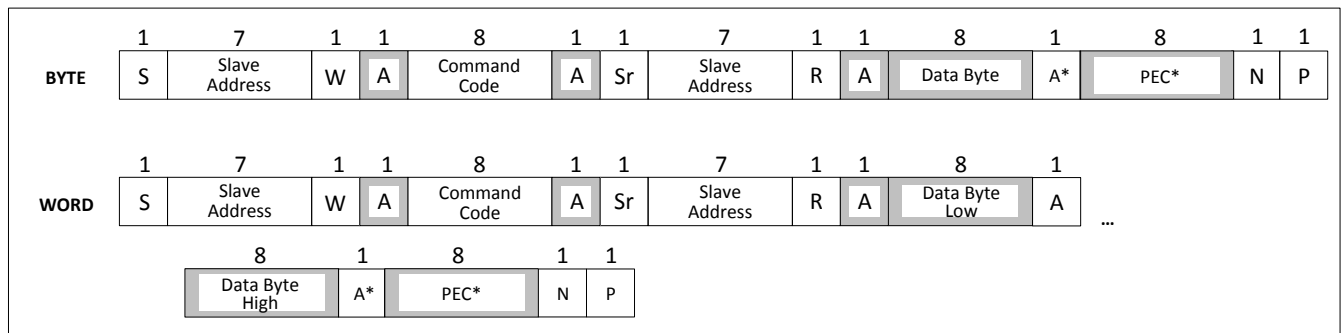 1 7 1 1 8 1 1 7 1 1 8 1 8 1 1
BYTE S Slave Address W A Command Code A Sr Slave Address R A Data Byte A* PEC* N P
1 7 1 1 8 1 1 7 1 1 8 1
WORD S Slave Address W A Command Code A Sr Slave Address R A Data Byte Low A ...
8 1 8 1 1
Data Byte High A* PEC* N P